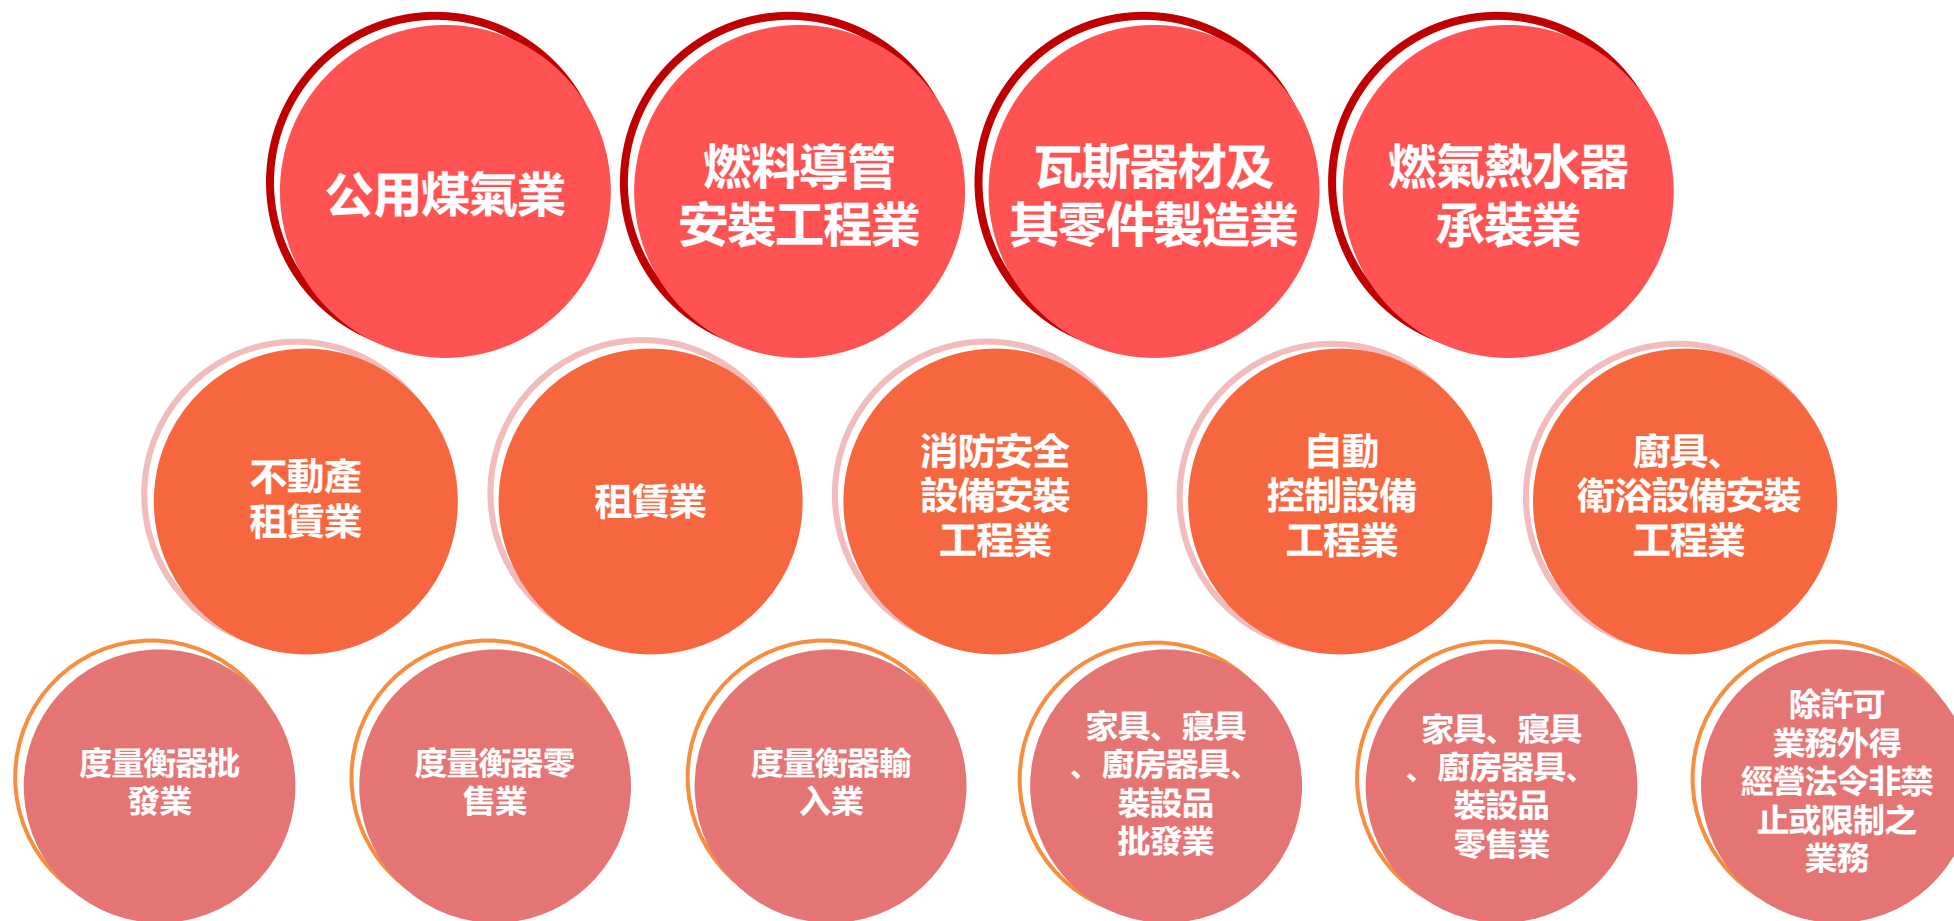 公用煤氣業
燃料導管
安裝工程業
瓦斯器材及
其零件製造業
燃氣熱水器
承裝業
不動產
租賃業
租賃業
消防安全
設備安裝
工程業
自動
控制設備
工程業
廚具、
衛浴設備安裝
工程業
度量衡器批
發業
度量衡器零
售業
度量衡器輸
入業
家具、寢具
、廚房器具、
裝設品
批發業
家具、寢具
、廚房器具、
裝設品
零售業
除許可
業務外得
經營法令非禁
止或限制之
業務